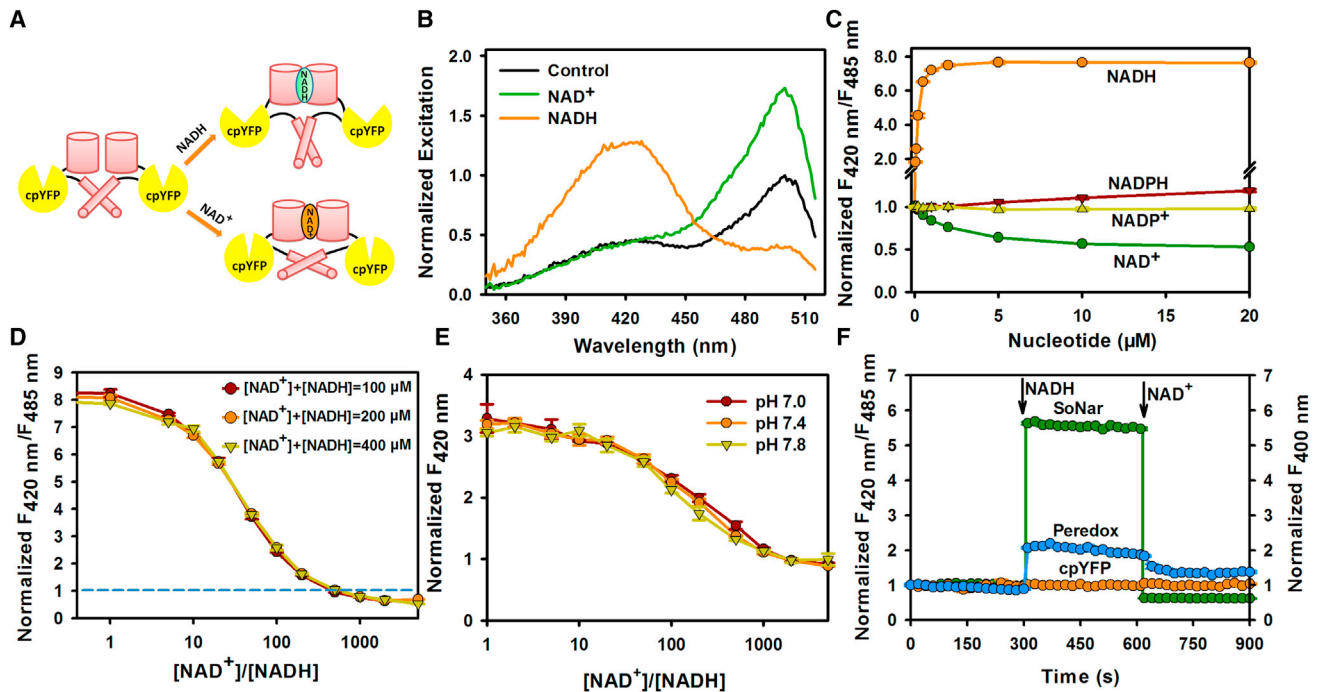 A
cpYFP
cpYFP
NADH
NAD+
NADH
cpYFP
cpYFP
NAD+
cpYFP
cpYFP
B
Normalized Excitation
2.0
1.5
1.0
0.5
0.0
Control
NAD+
NADH
360 390 420 450 480 510
Wavelength (nm)
C
Normalized F420 nm/F485 nm
8.0
6.0
4.0
2.0
1.0
0.5
0.0
NADH
NADPH
NADP+
NAD+
0 5 10 15 20
Nucleotide (µM)
D
Normalized F420 nm/F485 nm
9
8
7
6
5
4
3
2
1
0
[NAD+]+[NADH]=100 µM
[NAD+]+[NADH]=200 µM
[NAD+]+[NADH]=400 µM
1 10 100 1000
[NAD+]/[NADH]
E
Normalized F420 nm
4
3
2
1
0
pH 7.0
pH 7.4
pH 7.8
1 10 100 1000
[NAD+]/[NADH]
F
Normalized F420 nm/F485 nm
7
6
5
4
3
2
1
0
NADH
NAD+
SoNar
Peredox
cpYFP
7
6
5
4
3
2
1
0
Normalized F400 nm
0 150 300 450 600 750 900
Time (s)